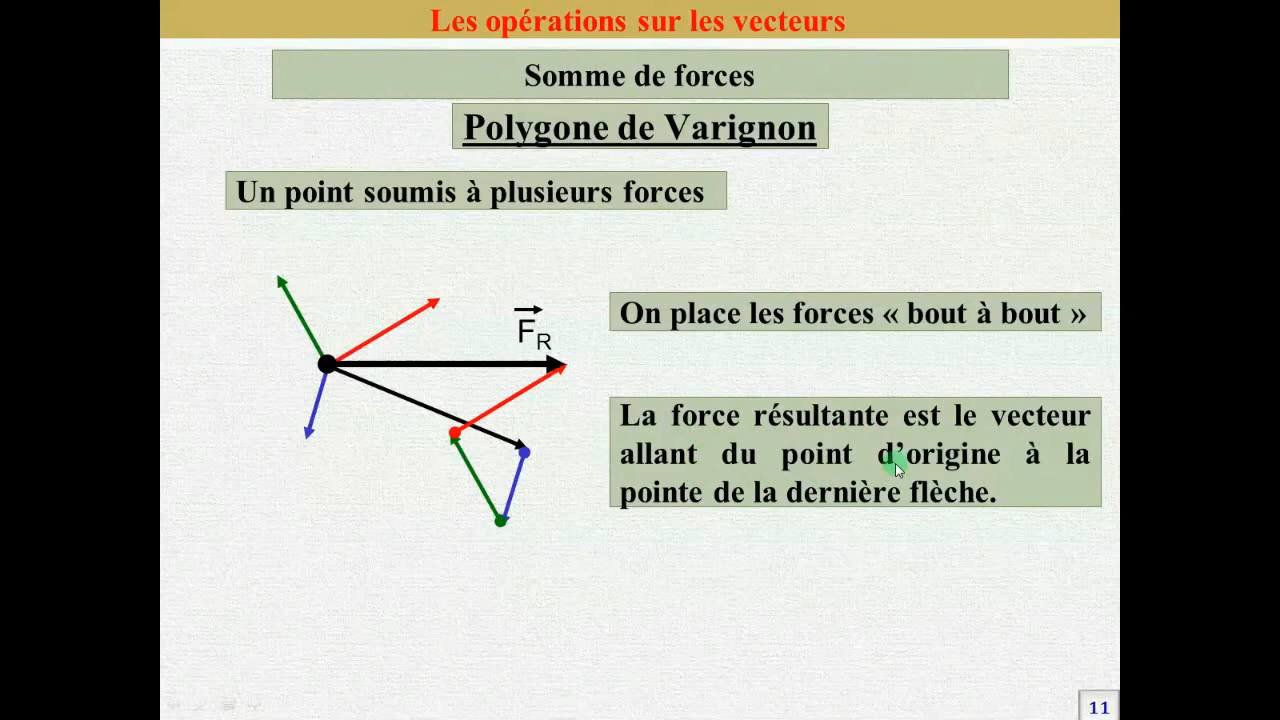 Les opérations sur les vecteurs
Somme de forces
Polygone de Varignon
Un point soumis à plusieurs forces
F_R
On place les forces « bout à bout »
La force résultante est le vecteur
allant du point d’origine à la
pointe de la dernière flèche.
11